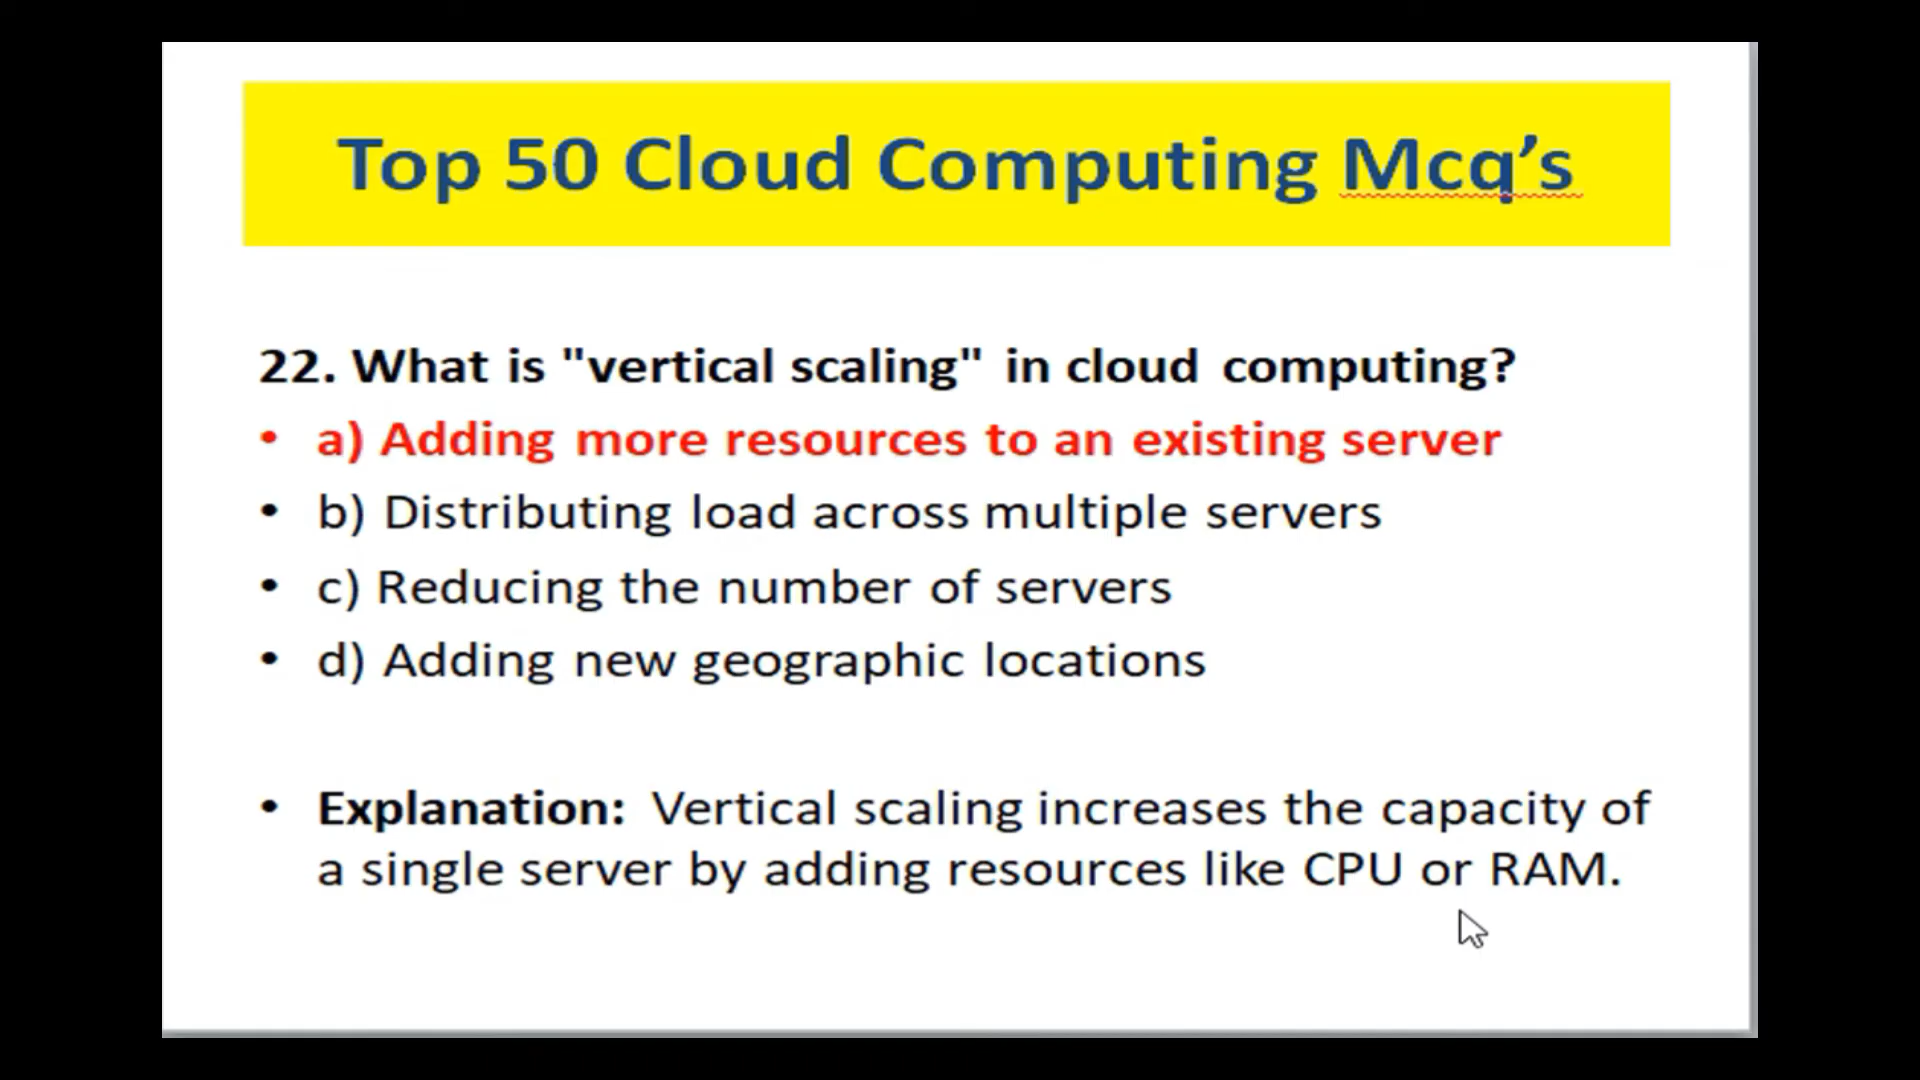 Top 50 Cloud Computing Mcq’s
22. What is "vertical scaling" in cloud computing?
• a) Adding more resources to an existing server
• b) Distributing load across multiple servers
• c) Reducing the number of servers
• d) Adding new geographic locations
• Explanation: Vertical scaling increases the capacity of
a single server by adding resources like CPU or RAM.